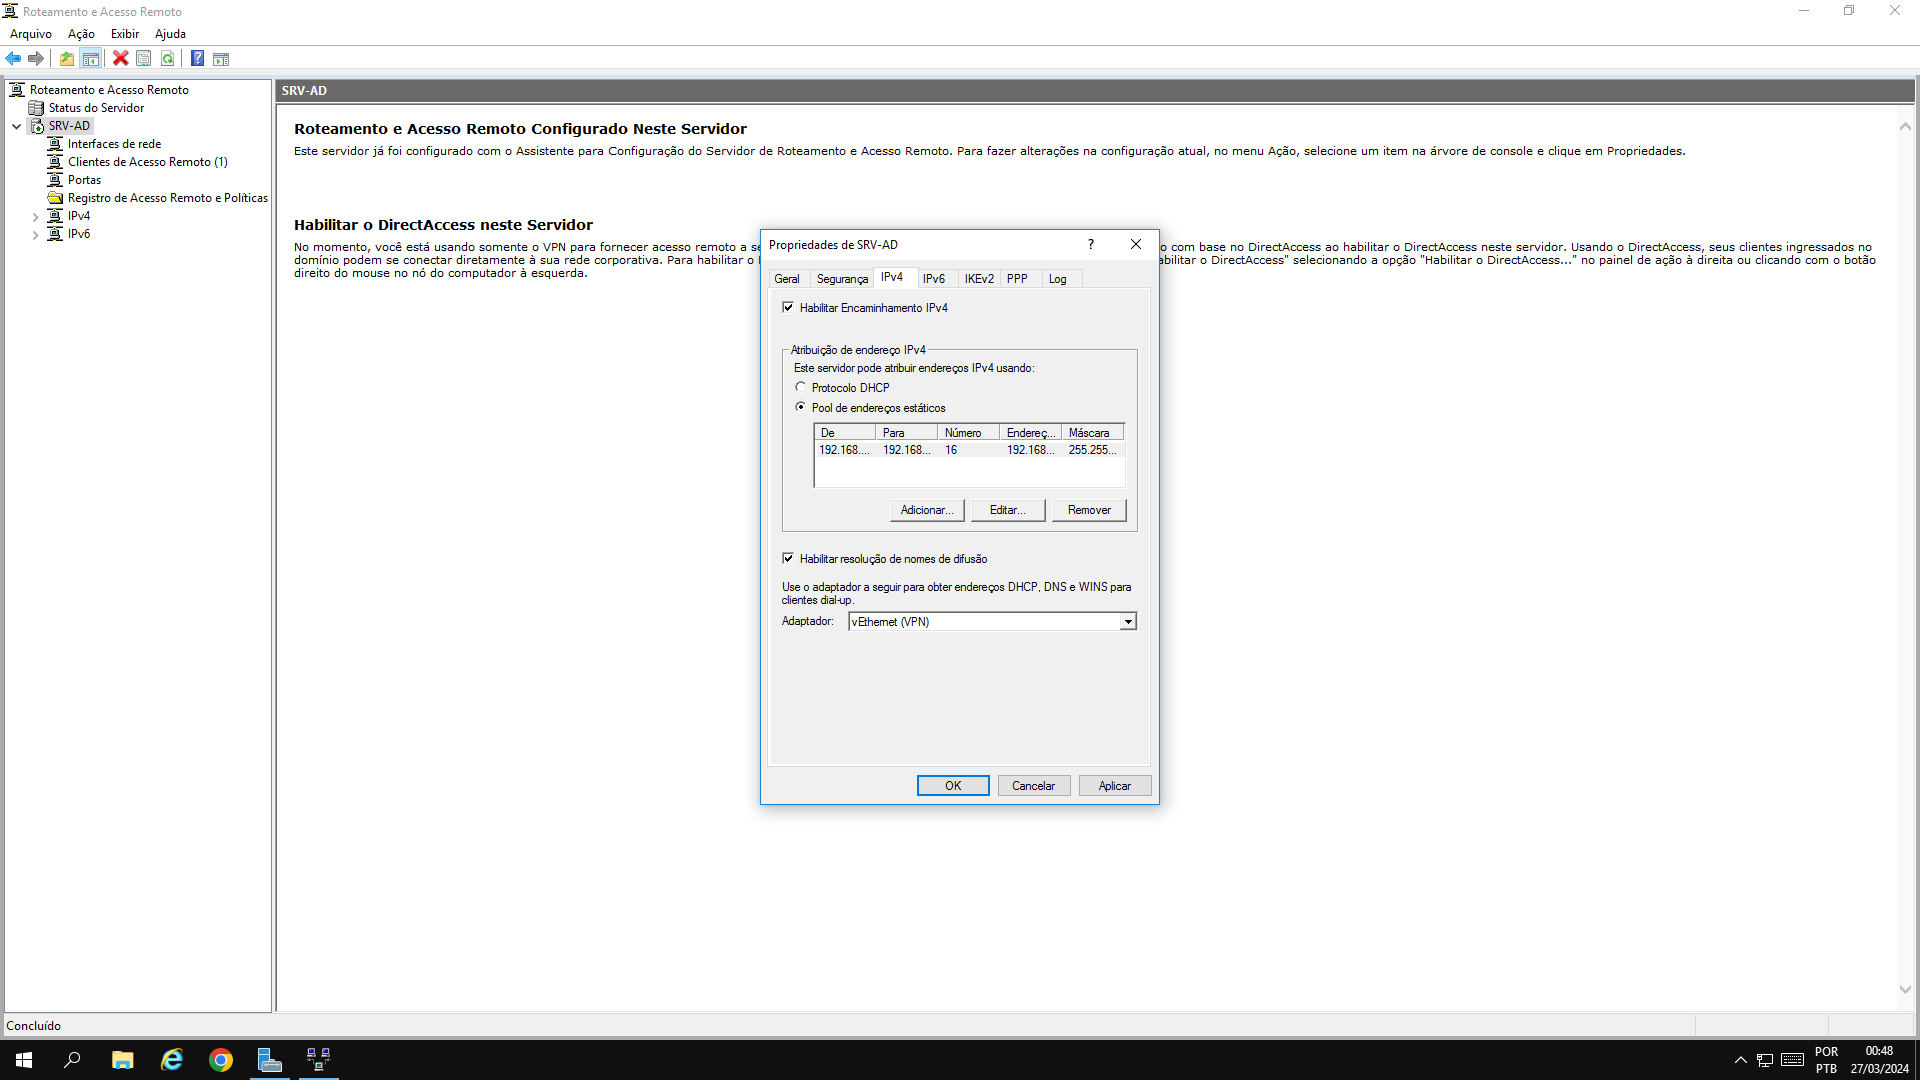 Roteamento e Acesso Remoto
Arquivo Ação Exibir Ajuda
Roteamento e Acesso Remoto
Status do Servidor
SRV-AD
Interfaces de rede
Clientes de Acesso Remoto (1)
Portas
Registro de Acesso Remoto e Políticas
IPv4
IPv6
SRV-AD
Roteamento e Acesso Remoto Configurado Neste Servidor
Este servidor já foi configurado com o Assistente para Configuração do Servidor de Roteamento e Acesso Remoto. Para fazer alterações na configuração atual, no menu Ação, selecione um item na árvore de console e clique em Propriedades.
Habilitar o DirectAccess neste Servidor
No momento, você está usando somente o VPN para fornecer acesso remoto a se
o com base no DirectAccess ao habilitar o DirectAccess neste servidor. Usando o DirectAccess, seus clientes ingressados no
domínio podem se conectar diretamente à sua rede corporativa. Para habilitar o
abilitar o DirectAccess" selecionando a opção "Habilitar o DirectAccess..." no painel de ação à direita ou clicando com o botão
direito do mouse no nó do computador à esquerda.
Propriedades de SRV-AD
?
Geral Segurança IPv4 IPv6 IKEv2 PPP Log
Habilitar Encaminhamento IPv4
Atribuição de endereço IPv4
Este servidor pode atribuir endereços IPv4 usando:
Protocolo DHCP
Pool de endereços estáticos
De Para Número Endereç... Máscara
192.168.... 192.168... 16 192.168... 255.255...
Adicionar... Editar... Remover
Habilitar resolução de nomes de difusão
Use o adaptador a seguir para obter endereços DHCP, DNS e WINS para
clientes dial-up.
Adaptador: vEthernet (VPN)
OK Cancelar Aplicar
Concluído
POR
PTB
00:48
27/03/2024